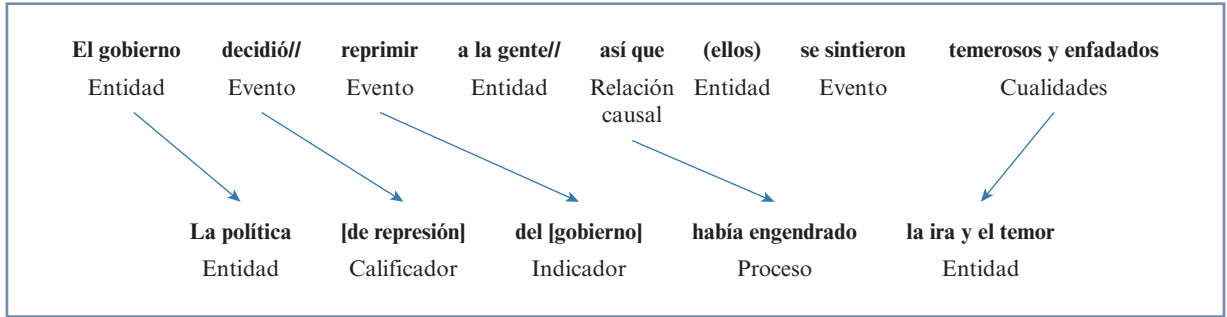 El gobierno decidió// reprimir a la gente// así que (ellos) se sintieron temerosos y enfadados
Entidad Evento Evento Entidad Relación Entidad Evento Cualidades
causal
La política [de represión] del [gobierno] había engendrado la ira y el temor
Entidad Calificador Indicador Proceso Entidad